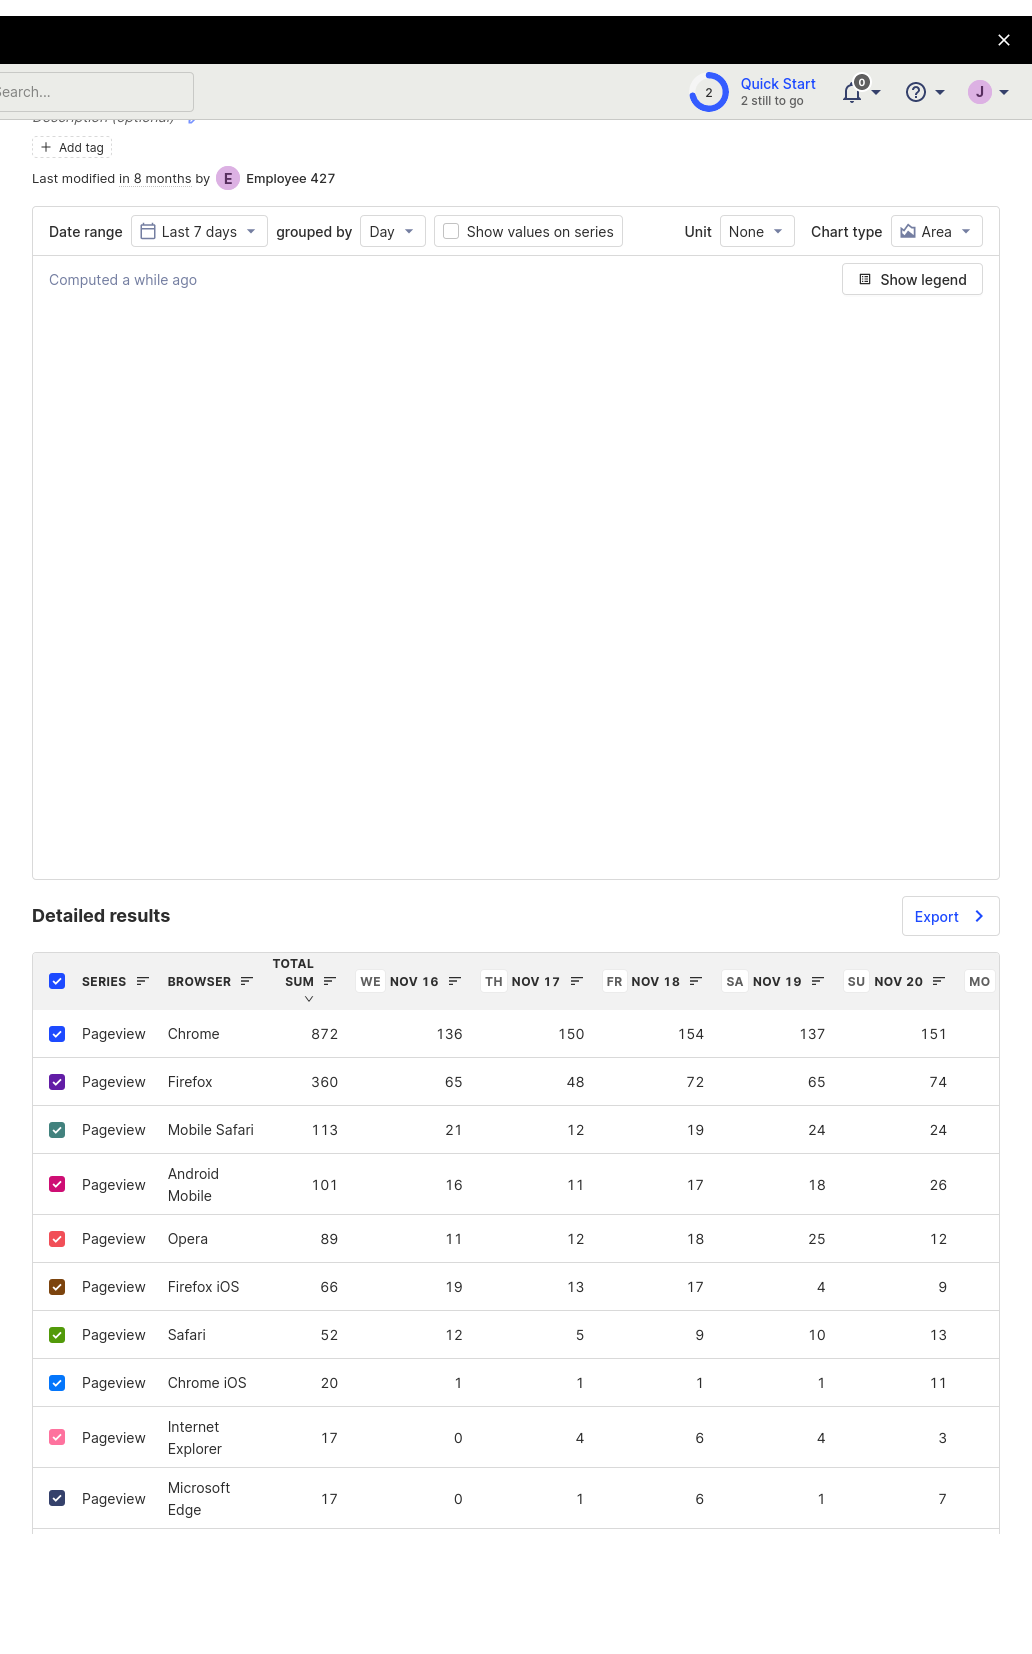 Search...
2
Quick Start
2 still to go
0
J
Description (optional)
Add tag
Last modified in 8 months by E Employee 427
Date range Last 7 days grouped by Day Show values on series Unit None Chart type Area
Computed a while ago
Show legend
Detailed results
Export
SERIES BROWSER TOTAL SUM WE NOV 16 TH NOV 17 FR NOV 18 SA NOV 19 SU NOV 20 MO
Pageview Chrome 872 136 150 154 137 151
Pageview Firefox 360 65 48 72 65 74
Pageview Mobile Safari 113 21 12 19 24 24
Pageview Android Mobile 101 16 11 17 18 26
Pageview Opera 89 11 12 18 25 12
Pageview Firefox iOS 66 19 13 17 4 9
Pageview Safari 52 12 5 9 10 13
Pageview Chrome iOS 20 1 1 1 1 11
Pageview Internet Explorer 17 0 4 6 4 3
Pageview Microsoft Edge 17 0 1 6 1 7